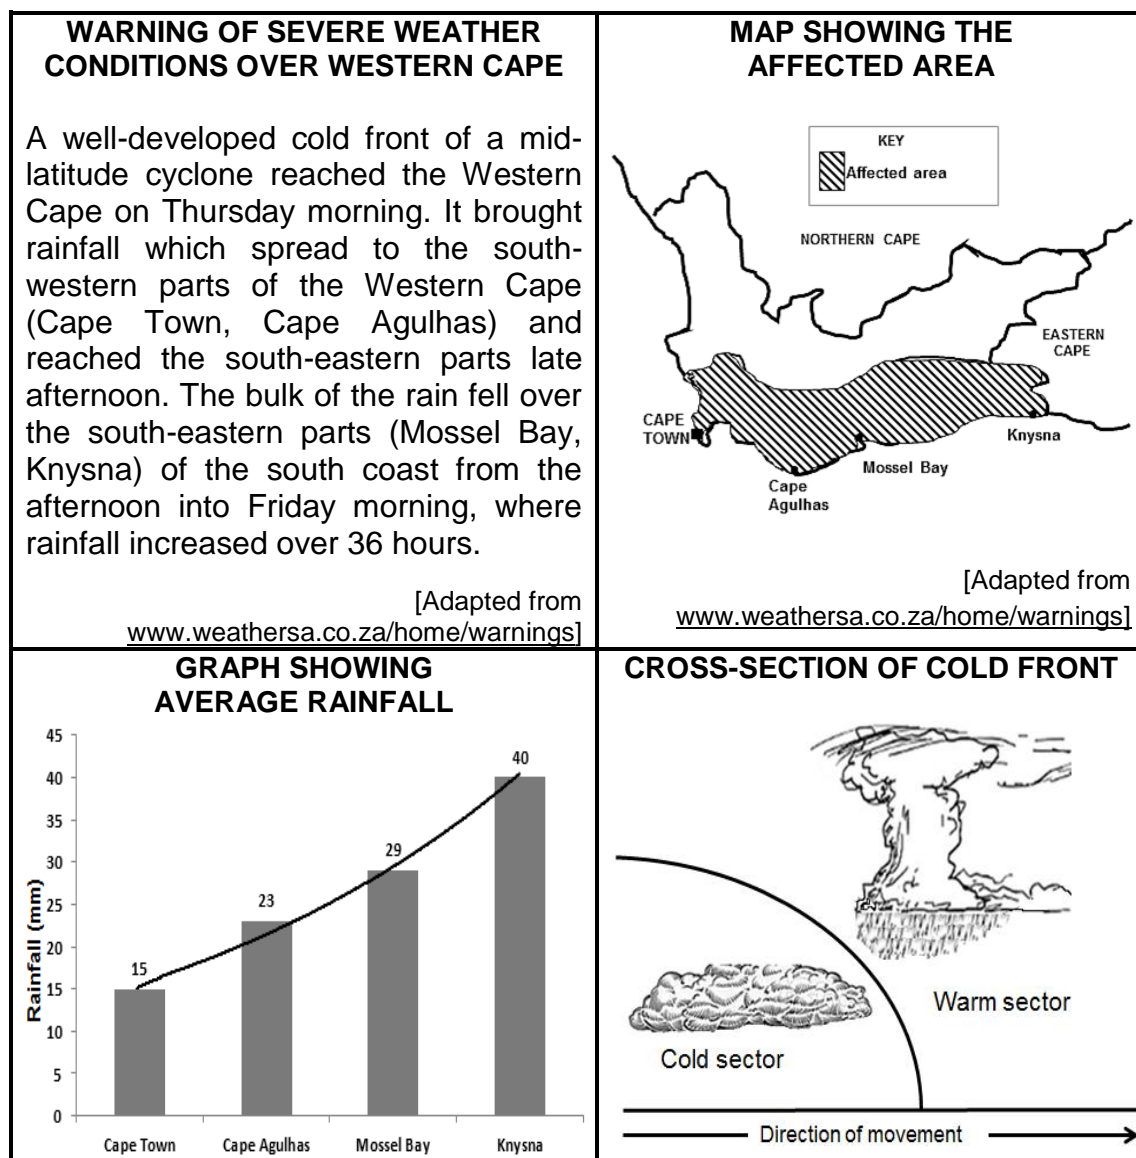 WARNING OF SEVERE WEATHER
CONDITIONS OVER WESTERN CAPE
A well-developed cold front of a mid-
latitude cyclone reached the Western
Cape on Thursday morning. It brought
rainfall which spread to the south-
western parts of the Western Cape
(Cape Town, Cape Agulhas) and
reached the south-eastern parts late
afternoon. The bulk of the rain fell over
the south-eastern parts (Mossel Bay,
Knysna) of the south coast from the
afternoon into Friday morning, where
rainfall increased over 36 hours.
[Adapted from
www.weathersa.co.za/home/warnings]
MAP SHOWING THE
AFFECTED AREA
KEY
Affected area
NORTHERN CAPE
EASTERN
CAPE
CAPE
TOWN
Knysna
Mossel Bay
Cape
Agulhas
[Adapted from
www.weathersa.co.za/home/warnings]
GRAPH SHOWING
AVERAGE RAINFALL
Rainfall (mm)
45
40
35
30
25
20
15
10
5
0
15
23
29
40
Cape Town
Cape Agulhas
Mossel Bay
Knysna
CROSS-SECTION OF COLD FRONT
Warm sector
Cold sector
Direction of movement